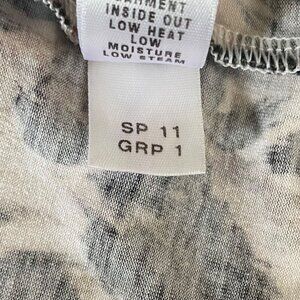 GARMENT
INSIDE OUT
LOW HEAT
LOW
MOISTURE
LOW STEAM
SP 11
GRP 1